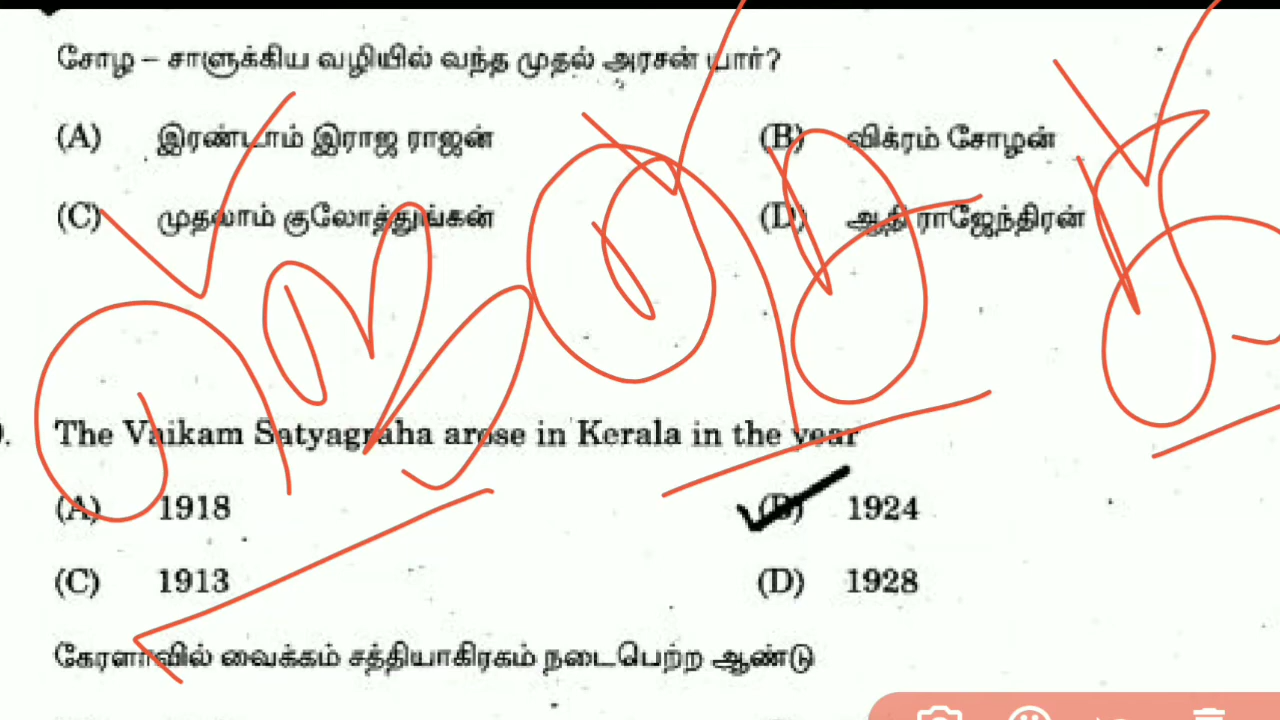 சோழ – சாளுக்கிய வழியில் வந்த முதல் அரசன் யார்?
(A) இரண்டாம் இராஜ ராஜன் (B) விக்ரம் சோழன்
(C) முதலாம் குலோத்துங்கன் (D) ஆதி ராஜேந்திரன்
The Vaikam Satyagraha arose in Kerala in the year
(A) 1918 (B) 1924
(C) 1913 (D) 1928
கேரளாவில் வைக்கம் சத்தியாகிரகம் நடைபெற்ற ஆண்டு